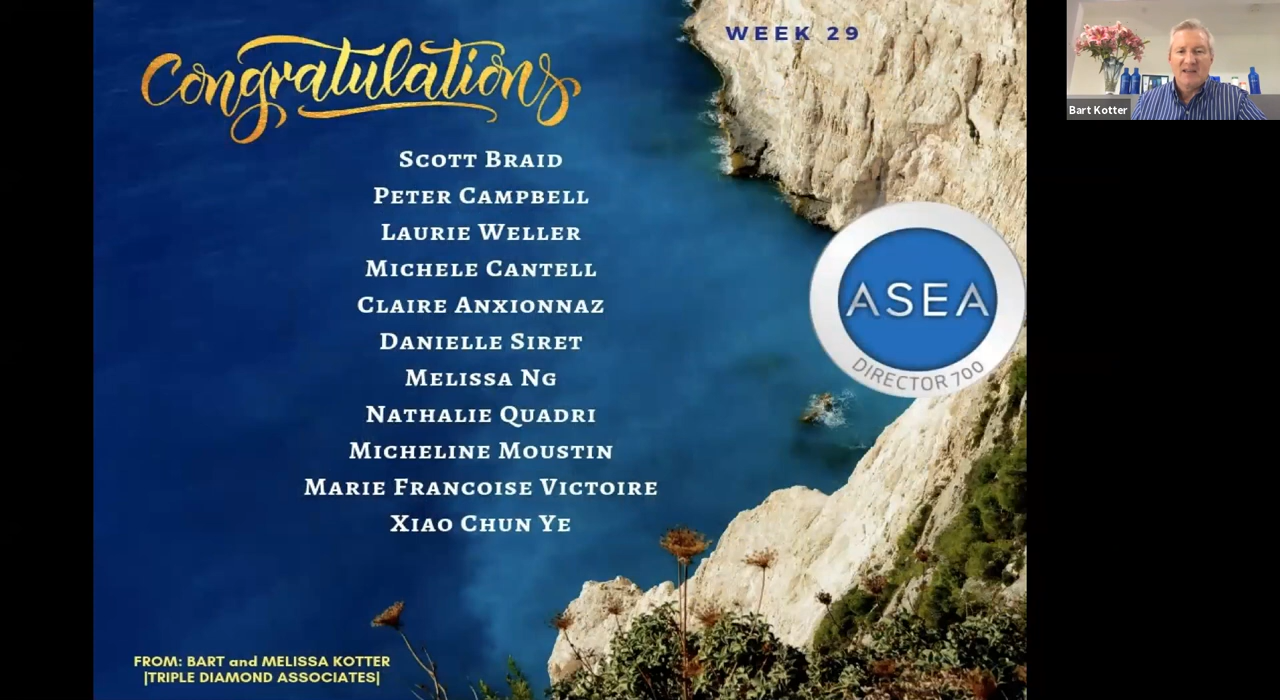 Congratulations
WEEK 29
SCOTT BRAID
PETER CAMPBELL
LAURIE WELLER
MICHELE CANTELL
CLAIRE ANXIONNAZ
DANIELLE SIRET
MELISSA NG
NATHALIE QUADRI
MICHELINE MOUSTIN
MARIE FRANCOISE VICTOIRE
XIAO CHUN YE
ASEA
DIRECTOR 700
FROM: BART and MELISSA KOTTER
|TRIPLE DIAMOND ASSOCIATES|
Bart Kotter